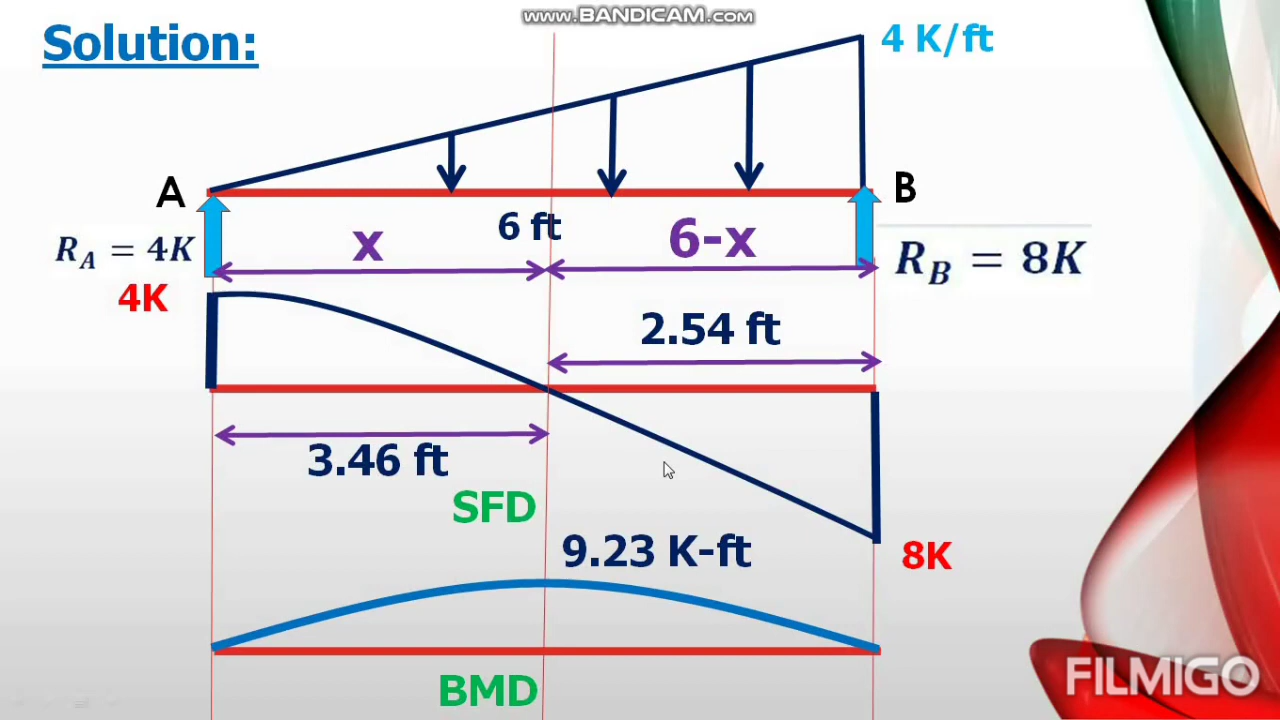 www.BANDICAM.com
Solution:
4 K/ft
A
B
6 ft
x
6-x
R_A = 4K
R_B = 8K
4K
2.54 ft
3.46 ft
SFD
9.23 K-ft
8K
BMD
FILMIGO